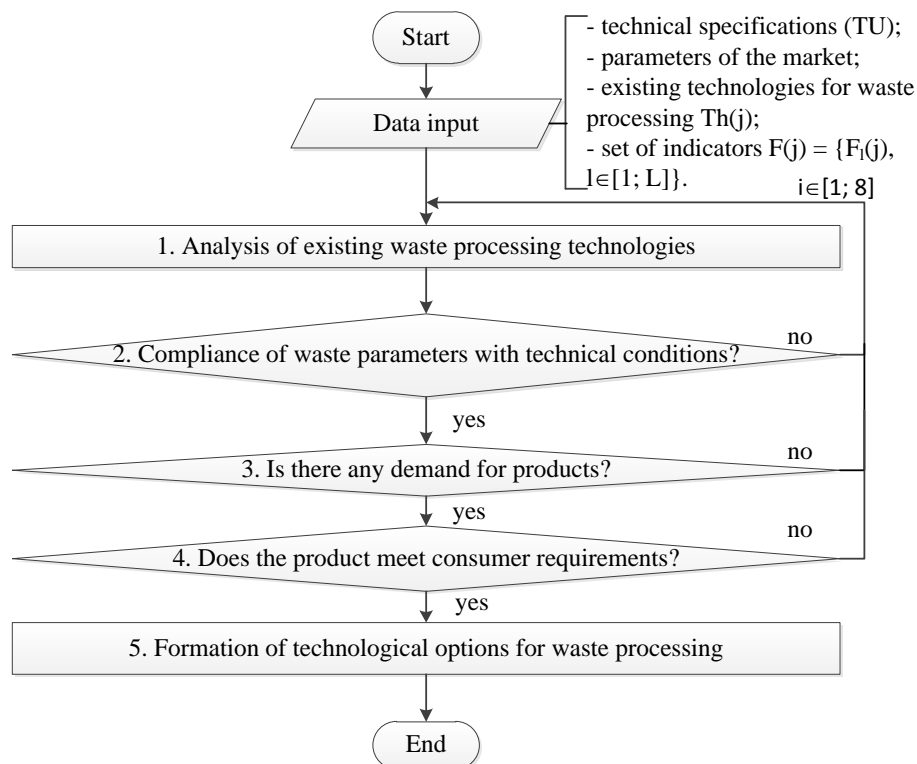 Start
- technical specifications (TU);
- parameters of the market;
- existing technologies for waste
processing Th(j);
- set of indicators F(j) = {Fₗ(j),
l∈[1; L]}.
Data input
i∈[1; 8]
1. Analysis of existing waste processing technologies
2. Compliance of waste parameters with technical conditions?
no
yes
3. Is there any demand for products?
no
yes
4. Does the product meet consumer requirements?
no
yes
5. Formation of technological options for waste processing
End